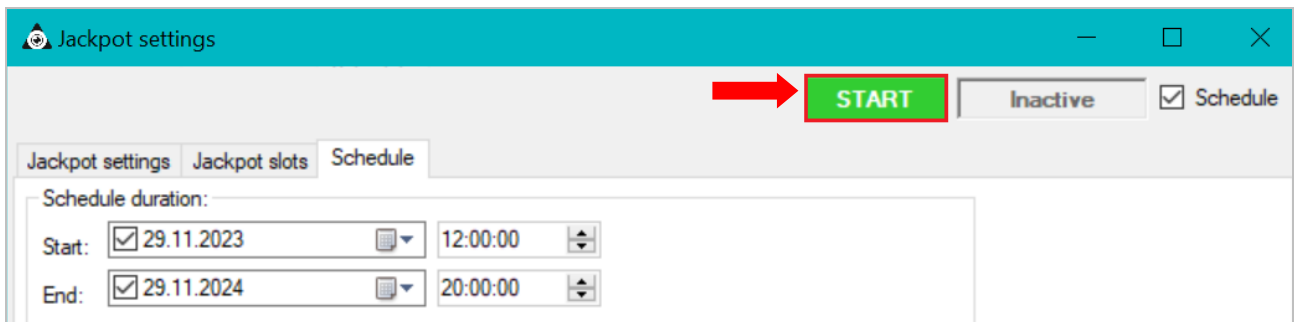 Jackpot settings
START Inactive Schedule
Jackpot settings Jackpot slots Schedule
Schedule duration:
Start: 29.11.2023 12:00:00
End: 29.11.2024 20:00:00